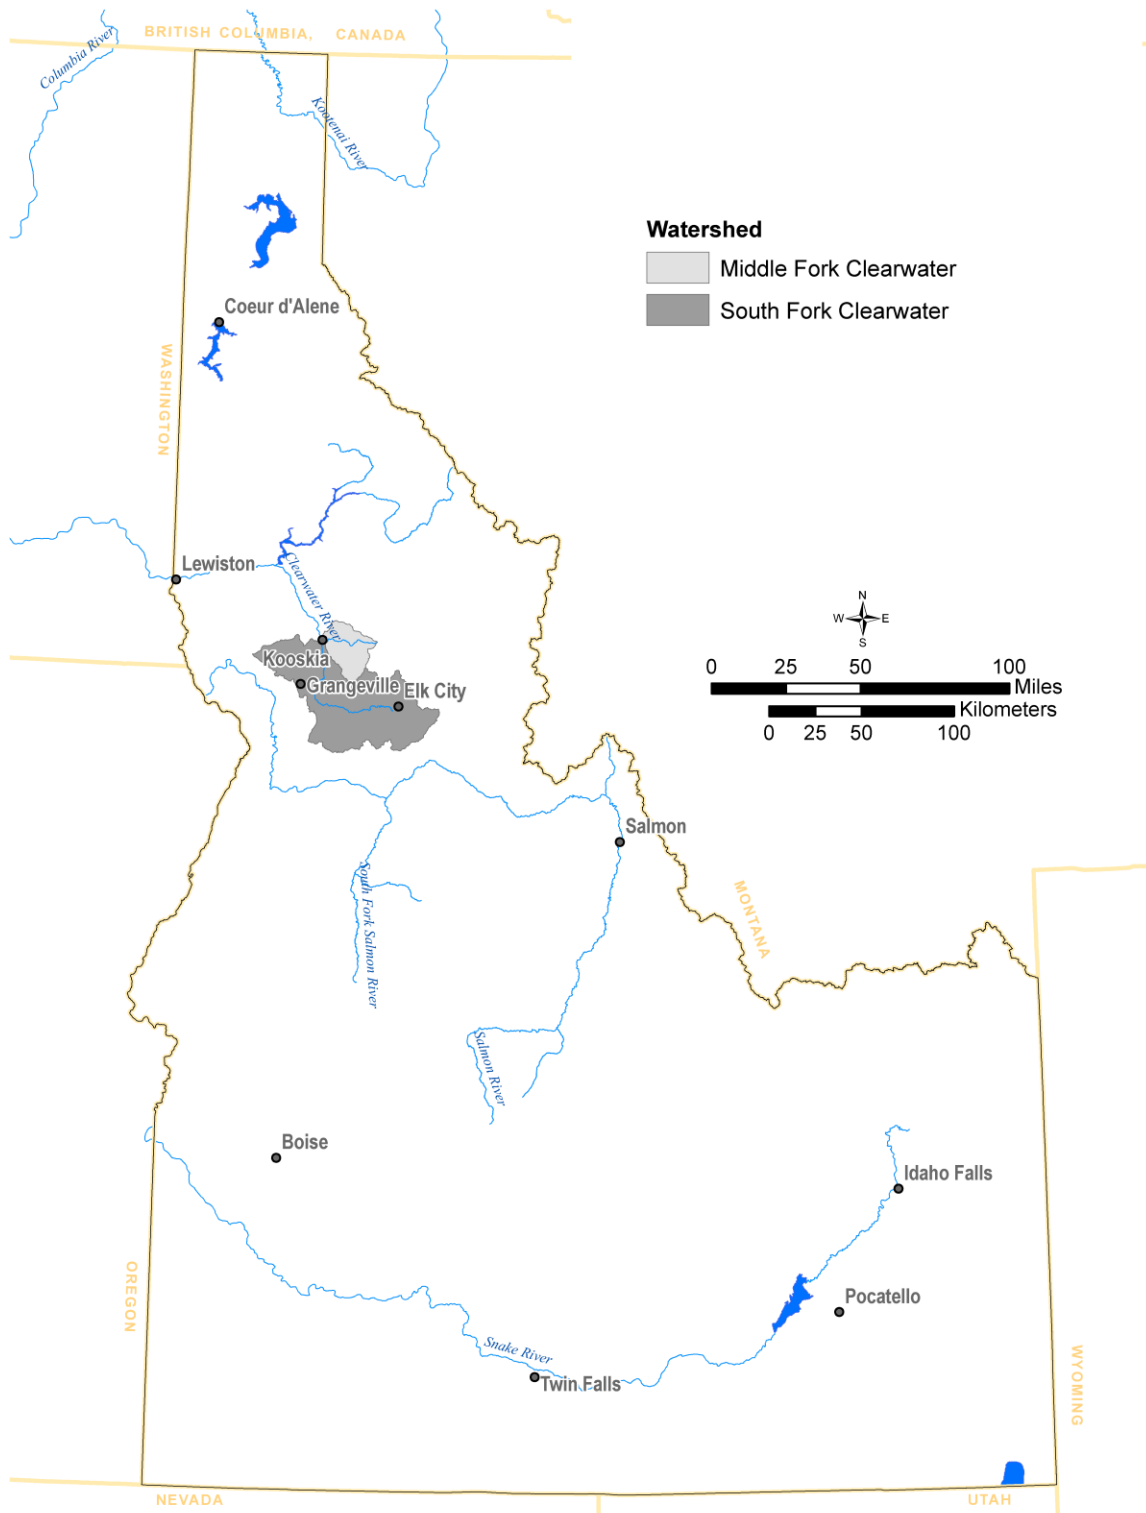 BRITISH COLUMBIA, CANADA
Columbia River
Kootenai River
Watershed
Middle Fork Clearwater
South Fork Clearwater
Coeur d'Alene
WASHINGTON
Lewiston
Clearwater River
N
W E
S
Kooskia
Grangeville
Elk City
0 25 50 100
Miles
Kilometers
0 25 50 100
Salmon
South Fork Salmon River
MONTANA
Salmon River
Boise
Idaho Falls
OREGON
Pocatello
Snake River
Twin Falls
WYOMING
NEVADA
UTAH